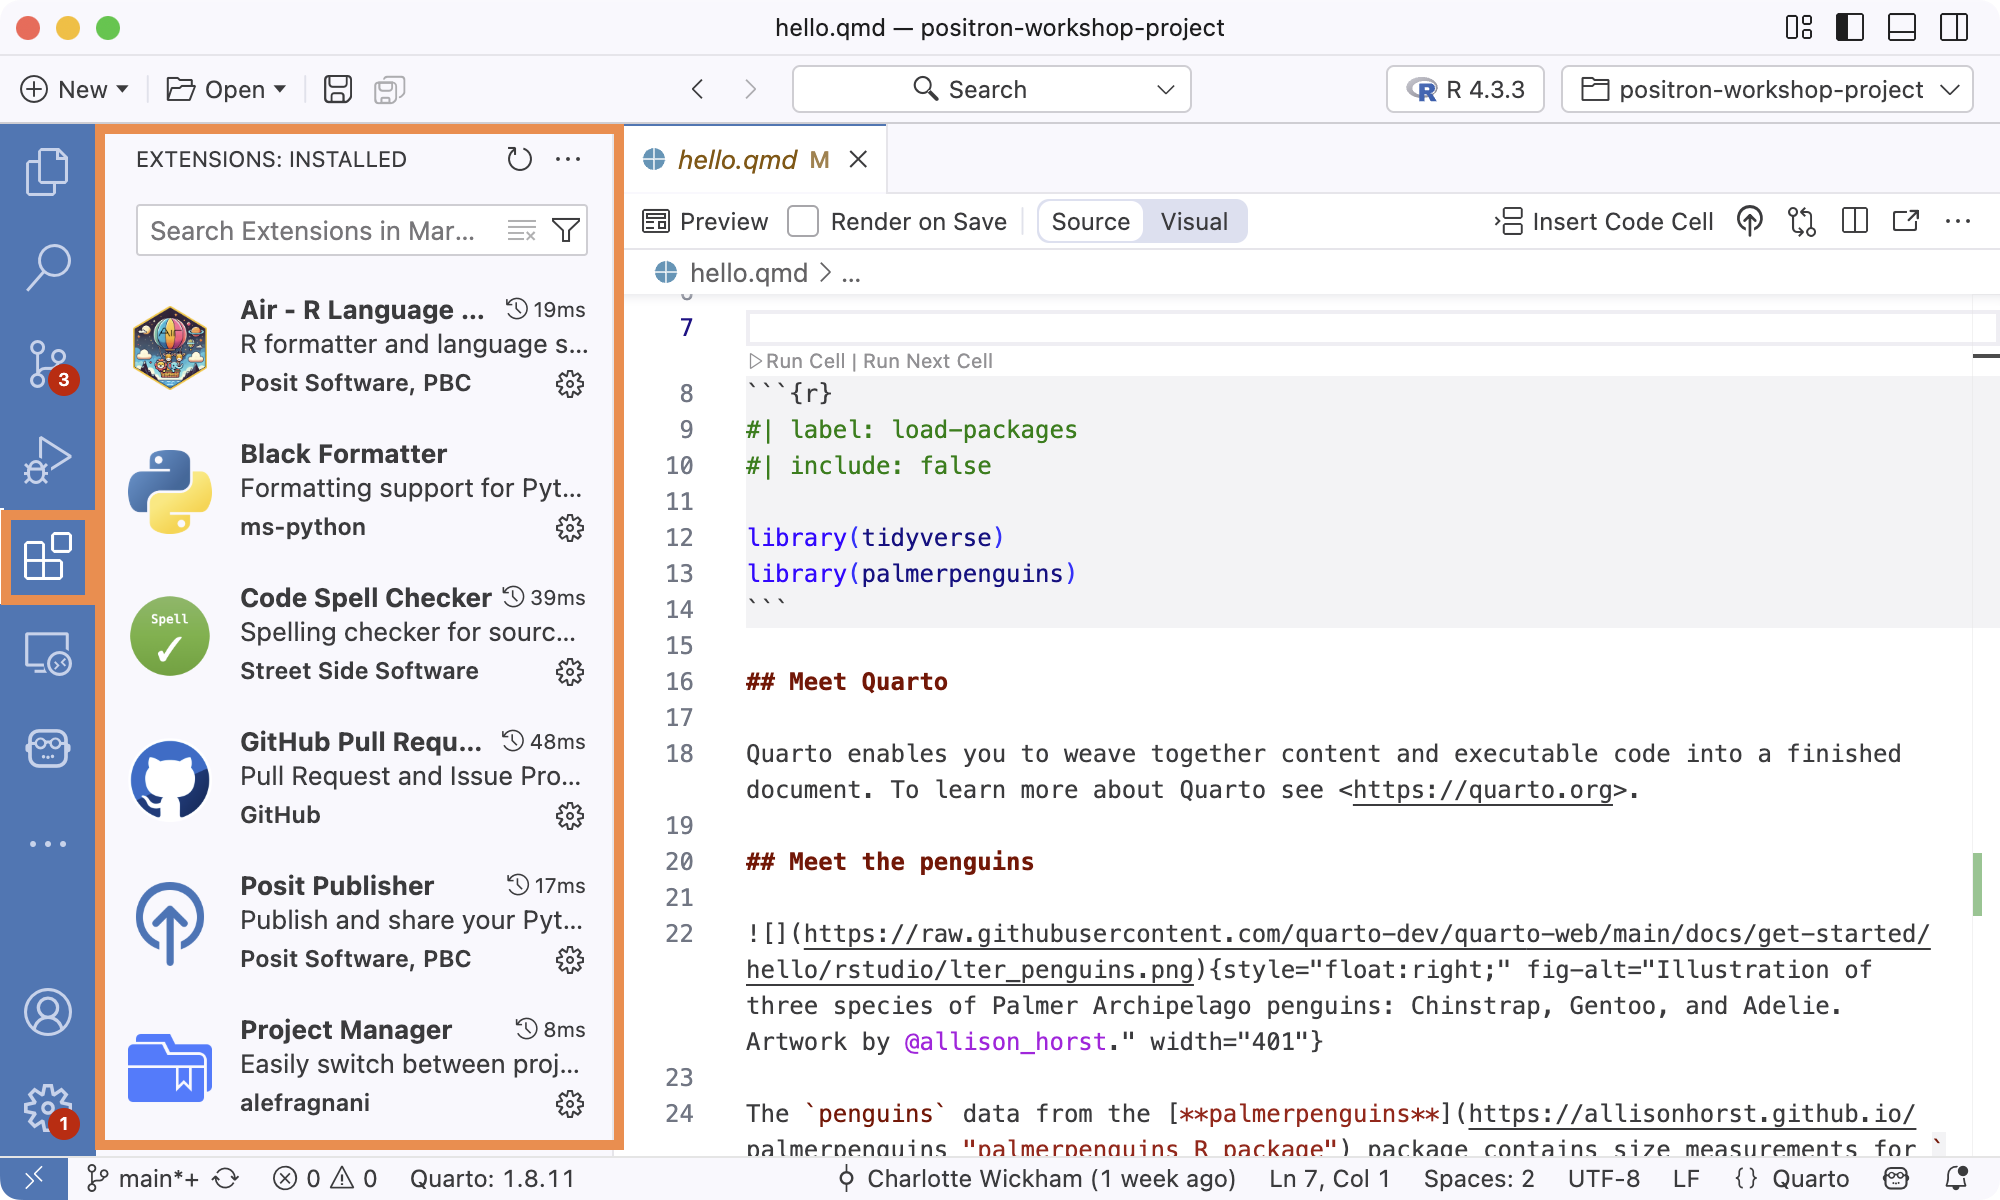 hello.qmd — positron-workshop-project
New
Open
Search
R 4.3.3
positron-workshop-project
EXTENSIONS: INSTALLED
Search Extensions in Mar...
Air - R Language ... 19ms
R formatter and language s...
Posit Software, PBC
Black Formatter
Formatting support for Pyt...
ms-python
Spell
Code Spell Checker 39ms
Spelling checker for sourc...
Street Side Software
GitHub Pull Requ... 48ms
Pull Request and Issue Pro...
GitHub
Posit Publisher 17ms
Publish and share your Pyt...
Posit Software, PBC
Project Manager 8ms
Easily switch between proj...
alefragnani
3
1
hello.qmd M
Preview Render on Save Source Visual Insert Code Cell
hello.qmd > ...
7
Run Cell | Run Next Cell
8 ```{r}
9 #| label: load-packages
10 #| include: false
11
12 library(tidyverse)
13 library(palmerpenguins)
14 ```
15
16 ## Meet Quarto
17
18 Quarto enables you to weave together content and executable code into a finished
document. To learn more about Quarto see <https://quarto.org>.
19
20 ## Meet the penguins
21
22 ![](https://raw.githubusercontent.com/quarto-dev/quarto-web/main/docs/get-started/
hello/rstudio/lter_penguins.png){style="float:right;" fig-alt="Illustration of
three species of Palmer Archipelago penguins: Chinstrap, Gentoo, and Adelie.
Artwork by @allison_horst." width="401"}
23
24 The `penguins` data from the [**palmerpenguins**](https://allisonhorst.github.io/
palmerpenguins "palmerpenguins R package") package contains size measurements for `
main*+ 0 0 Quarto: 1.8.11
Charlotte Wickham (1 week ago) Ln 7, Col 1 Spaces: 2 UTF-8 LF {} Quarto